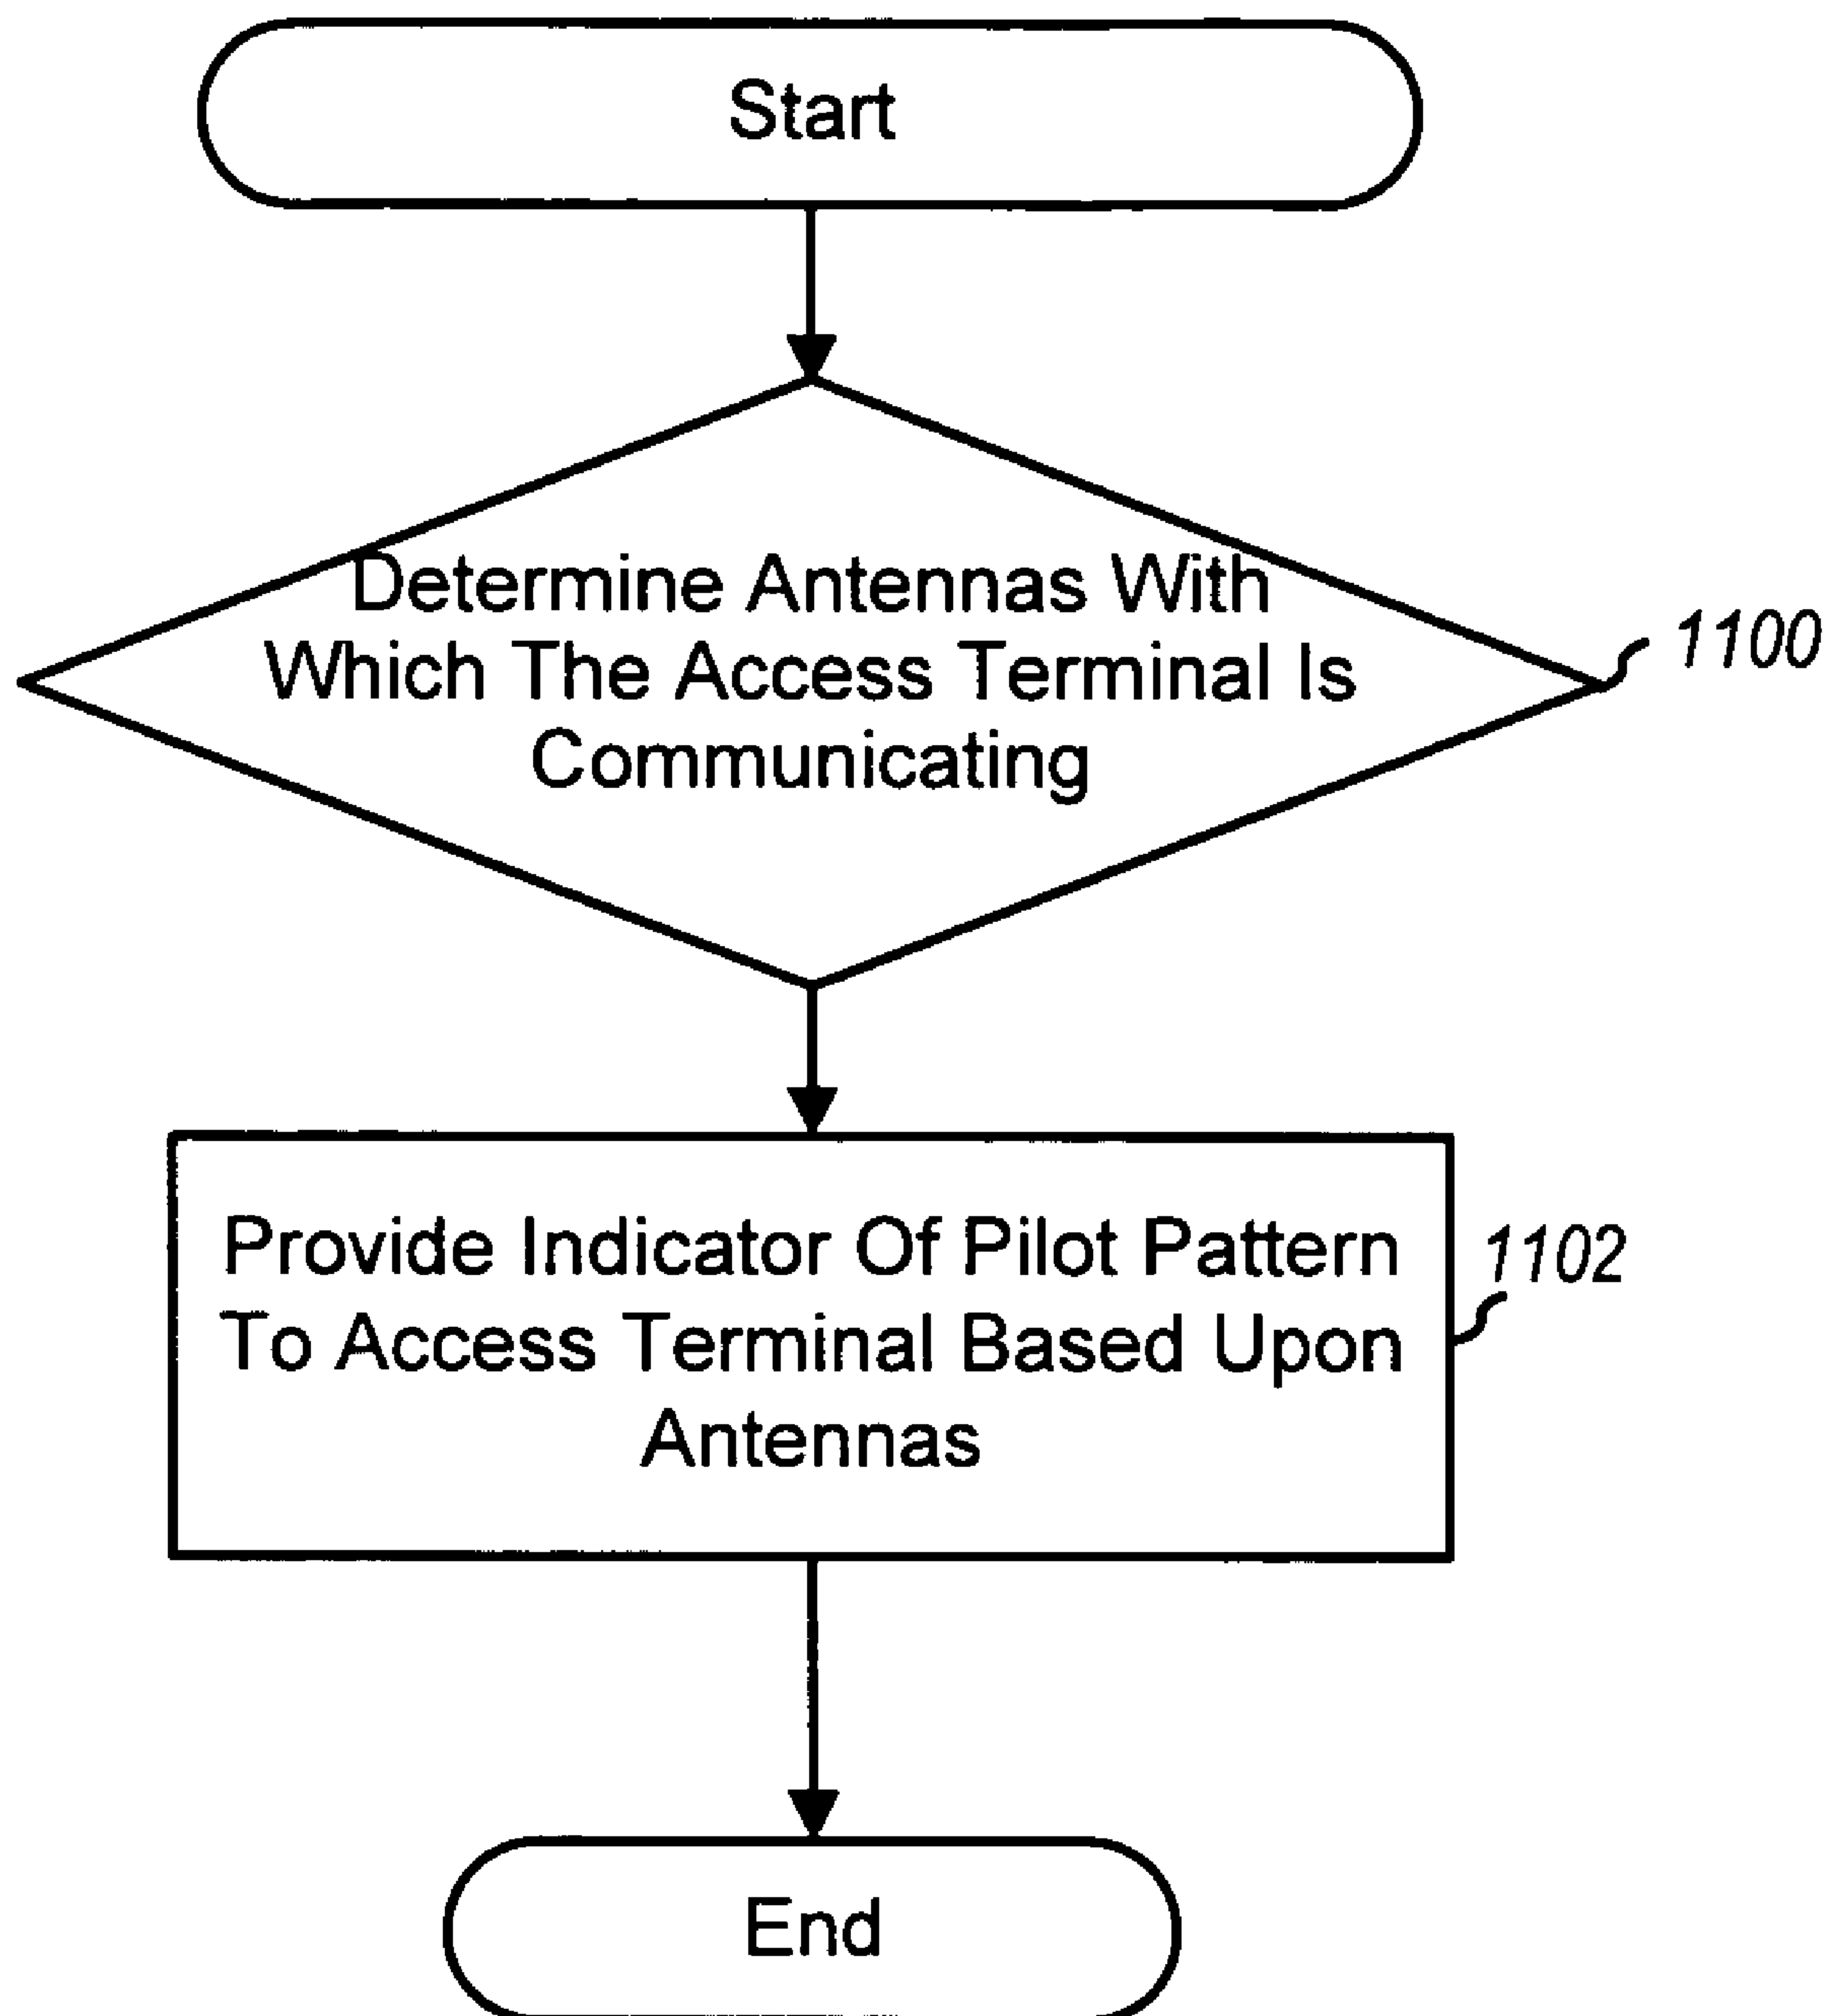 Start
Determine Antennas With
Which The Access Terminal Is
Communicating
1100
Provide Indicator Of Pilot Pattern
To Access Terminal Based Upon
Antennas
1102
End